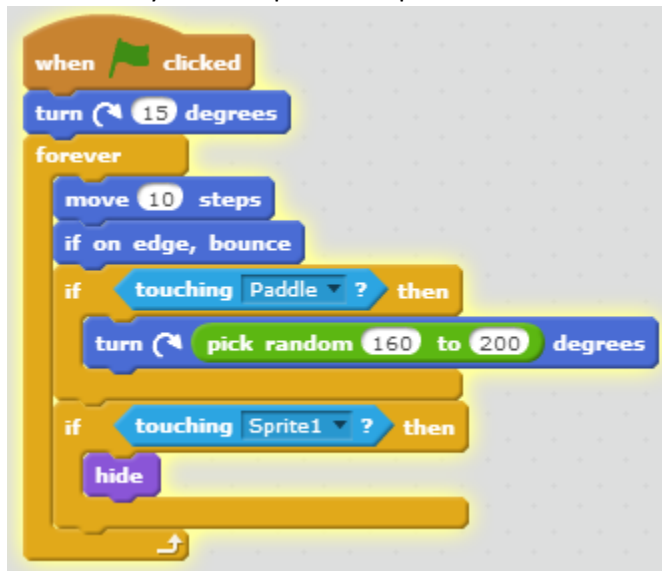 when clicked
turn 15 degrees
forever
move 10 steps
if on edge, bounce
if touching Paddle ? then
turn pick random 160 to 200 degrees
if touching Sprite1 ? then
hide